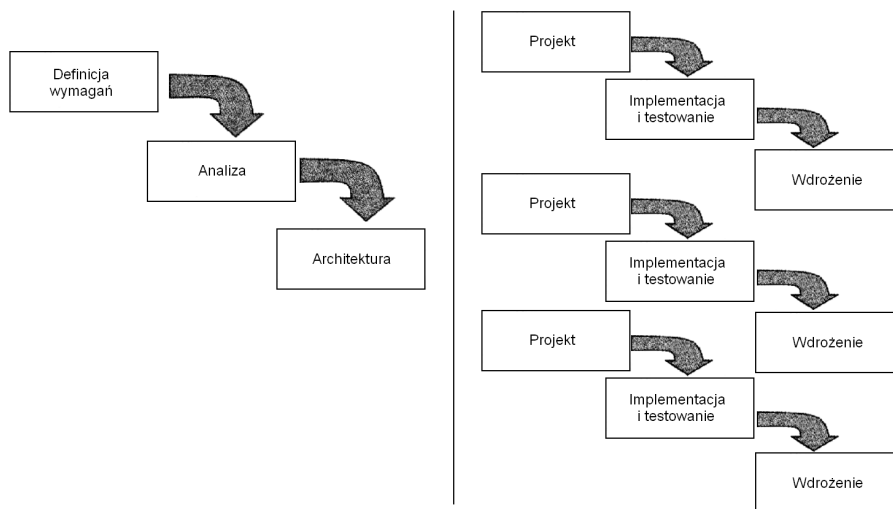 Definicja
wymagań
Analiza
Architektura
Projekt
Implementacja
i testowanie
Wdrożenie
Projekt
Implementacja
i testowanie
Wdrożenie
Projekt
Implementacja
i testowanie
Wdrożenie